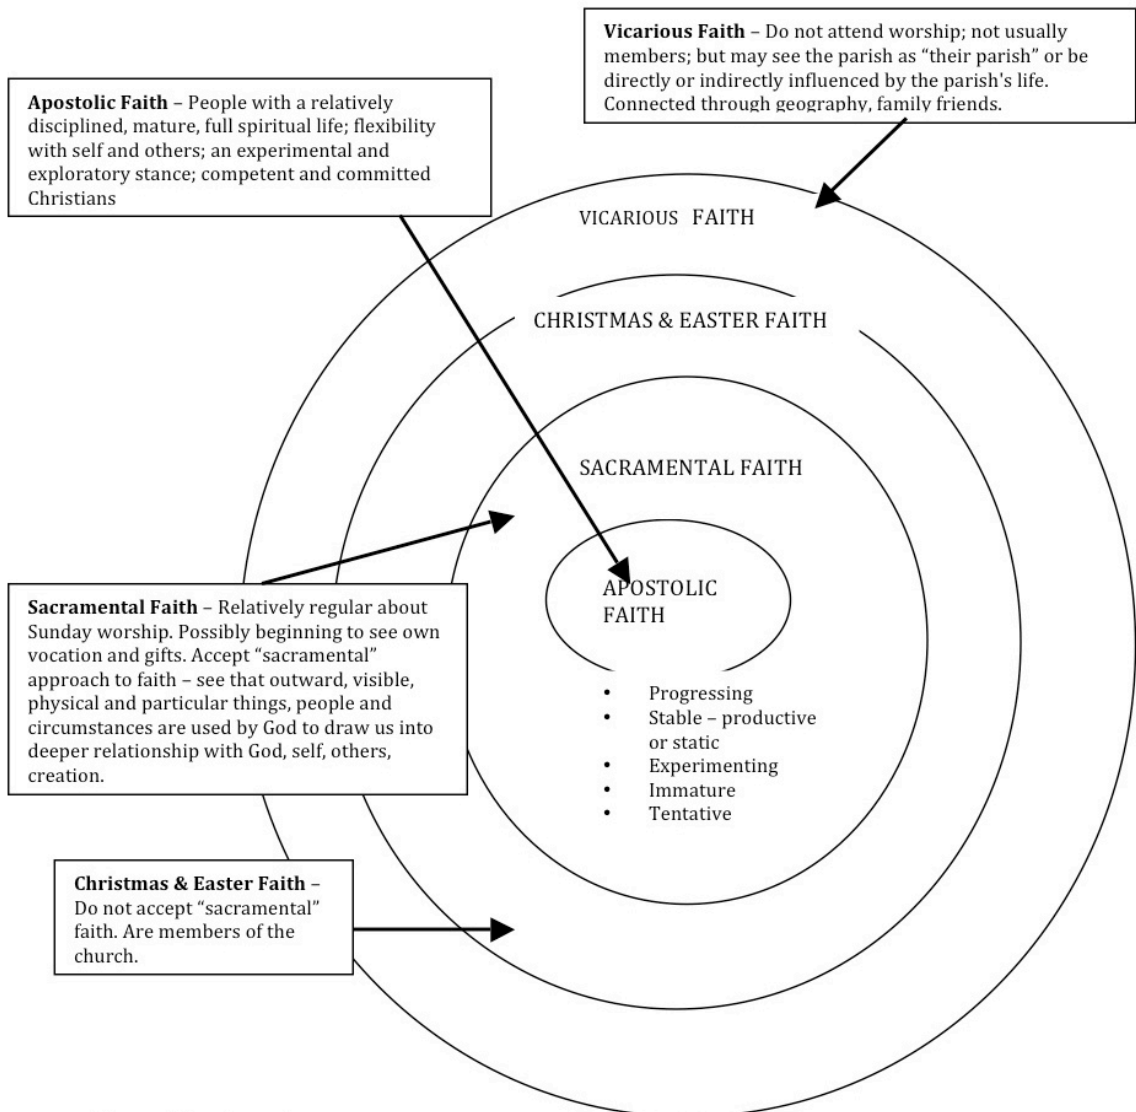 Vicarious Faith – Do not attend worship; not usually
members; but may see the parish as “their parish” or be
directly or indirectly influenced by the parish's life.
Connected through geography, family friends.
Apostolic Faith – People with a relatively
disciplined, mature, full spiritual life; flexibility
with self and others; an experimental and
exploratory stance; competent and committed
Christians
VICARIOUS FAITH
CHRISTMAS & EASTER FAITH
SACRAMENTAL FAITH
APOSTOLIC
FAITH
Sacramental Faith – Relatively regular about
Sunday worship. Possibly beginning to see own
vocation and gifts. Accept “sacramental”
approach to faith – see that outward, visible,
physical and particular things, people and
circumstances are used by God to draw us into
deeper relationship with God, self, others,
creation.
• Progressing
• Stable – productive
or static
• Experimenting
• Immature
• Tentative
Christmas & Easter Faith –
Do not accept “sacramental”
faith. Are members of the
church.